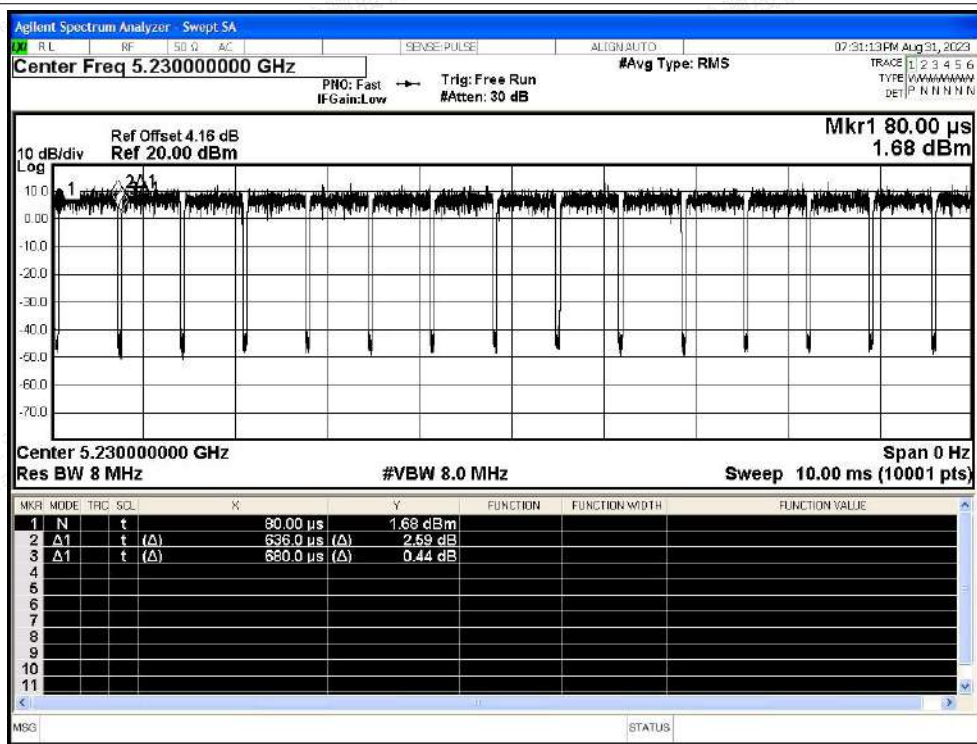 Agilent Spectrum Analyzer - Swept SA
LXI RL RF 50 Ω AC SENSE:PULSE ALIGNAUTO 07:31:13PM Aug 31, 2023
Center Freq 5.230000000 GHz
#Avg Type: RMS
TRACE 1 2 3 4 5 6
PNO: Fast Trig: Free Run
TYPE
IFGain:Low #Atten: 30 dB
DET P N N N N N
Mkr1 80.00 µs
Ref Offset 4.16 dB
10 dB/div Ref 20.00 dBm
1.68 dBm
Log
10.0
1
0.00
-10.0
-20.0
-30.0
-40.0
-50.0
-60.0
-70.0
Center 5.230000000 GHz Span 0 Hz
Res BW 8 MHz #VBW 8.0 MHz Sweep 10.00 ms (10001 pts)
MKR MODE TRC SCL X Y FUNCTION FUNCTION WIDTH FUNCTION VALUE
1 N t 80.00 µs 1.68 dBm
2 Δ1 t (Δ) 636.0 µs (Δ) 2.59 dB
3 Δ1 t (Δ) 680.0 µs (Δ) 0.44 dB
4
5
6
7
8
9
10
11
MSG STATUS